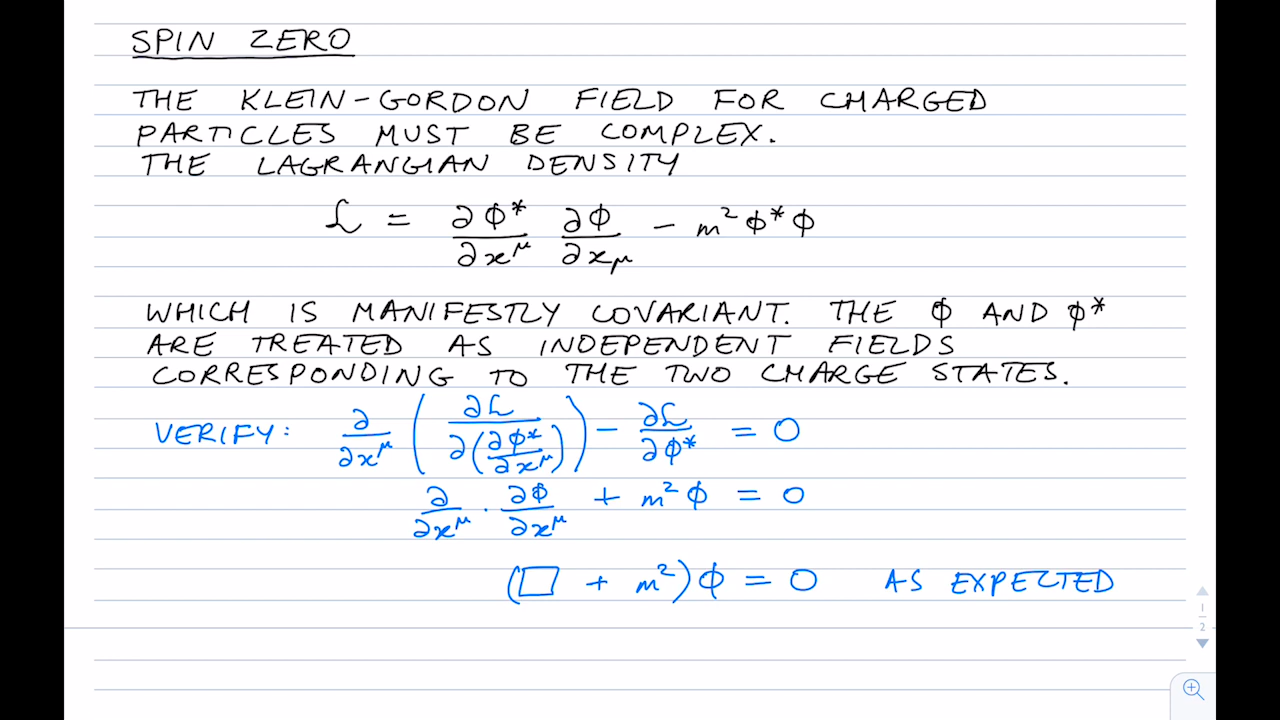 SPIN ZERO
THE KLEIN-GORDON FIELD FOR CHARGED
PARTICLES MUST BE COMPLEX.
THE LAGRANGIAN DENSITY
ℒ = ∂ϕ*/∂x^μ ∂ϕ/∂x_μ - m²ϕ*ϕ
WHICH IS MANIFESTLY COVARIANT. THE ϕ AND ϕ*
ARE TREATED AS INDEPENDENT FIELDS
CORRESPONDING TO THE TWO CHARGE STATES.
VERIFY: ∂/∂x^μ (∂ℒ/∂(∂ϕ*/∂x^μ)) - ∂ℒ/∂ϕ* = 0
∂/∂x^μ · ∂ϕ/∂x^μ + m²ϕ = 0
(□ + m²)ϕ = 0 AS EXPECTED
1
2